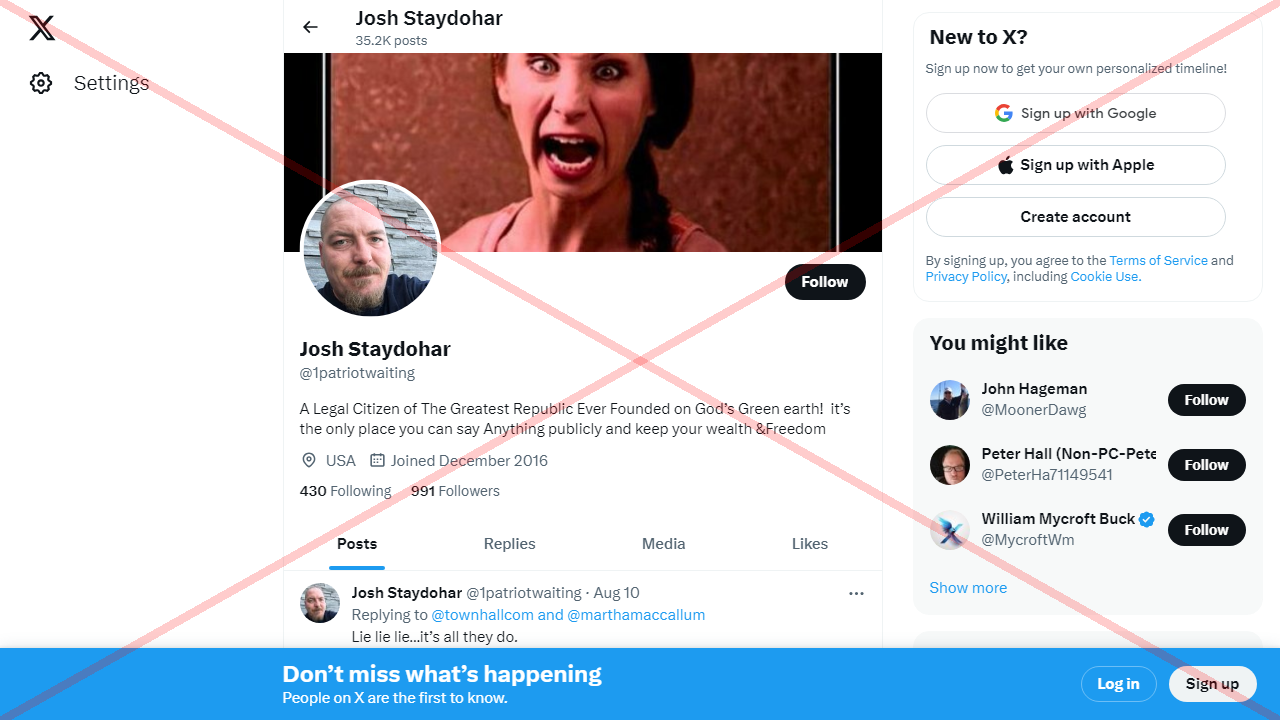 Settings
Josh Staydohar
35.2K posts
Follow
Josh Staydohar
@1patriotwaiting
A Legal Citizen of The Greatest Republic Ever Founded on God’s Green earth!  it’s
the only place you can say Anything publicly and keep your wealth &Freedom
USA Joined December 2016
430 Following 991 Followers
Posts Replies Media Likes
Josh Staydohar @1patriotwaiting · Aug 10
Replying to @townhallcom and @marthamaccallum
Lie lie lie…it’s all they do.
New to X?
Sign up now to get your own personalized timeline!
Sign up with Google
Sign up with Apple
Create account
By signing up, you agree to the Terms of Service and
Privacy Policy, including Cookie Use.
You might like
John Hageman
@MoonerDawg
Follow
Peter Hall (Non-PC-Pete
@PeterHa71149541
Follow
William Mycroft Buck
@MycroftWm
Follow
Show more
Don’t miss what’s happening
People on X are the first to know.
Log in
Sign up